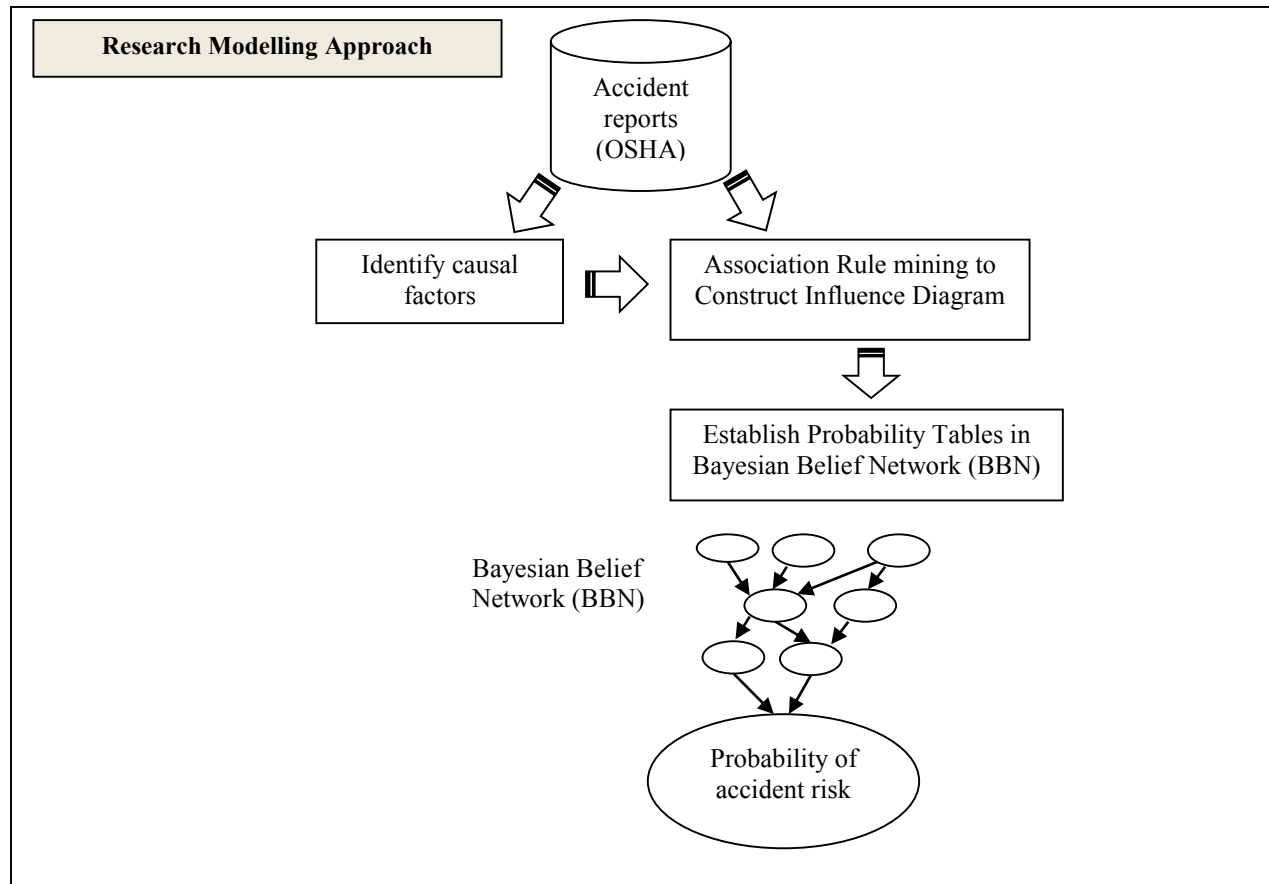 Research Modelling Approach
Accident
reports
(OSHA)
Identify causal
factors
Association Rule mining to
Construct Influence Diagram
Establish Probability Tables in
Bayesian Belief Network (BBN)
Bayesian Belief
Network (BBN)
Probability of
accident risk